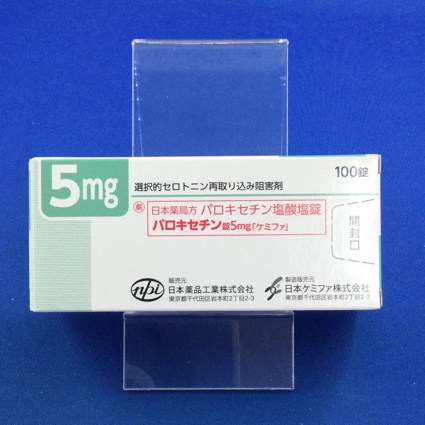 5mg
選択的セロトニン再取り込み阻害剤
100錠
劇
日本薬局方 パロキセチン塩酸塩錠
パロキセチン錠5mg「ケミファ」
開封口
npi
販売元
日本薬品工業株式会社
東京都千代田区岩本町2丁目2-3
製造販売元
日本ケミファ株式会社
東京都千代田区岩本町2丁目2-3